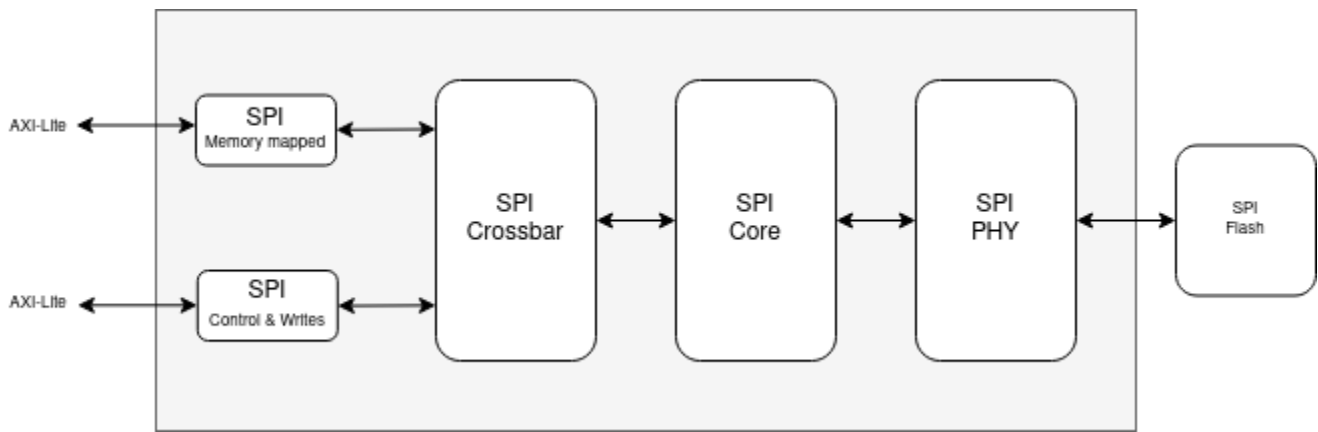 AXI-Lite
SPI
Memory mapped
AXI-Lite
SPI
Control & Writes
SPI
Crossbar
SPI
Core
SPI
PHY
SPI
Flash